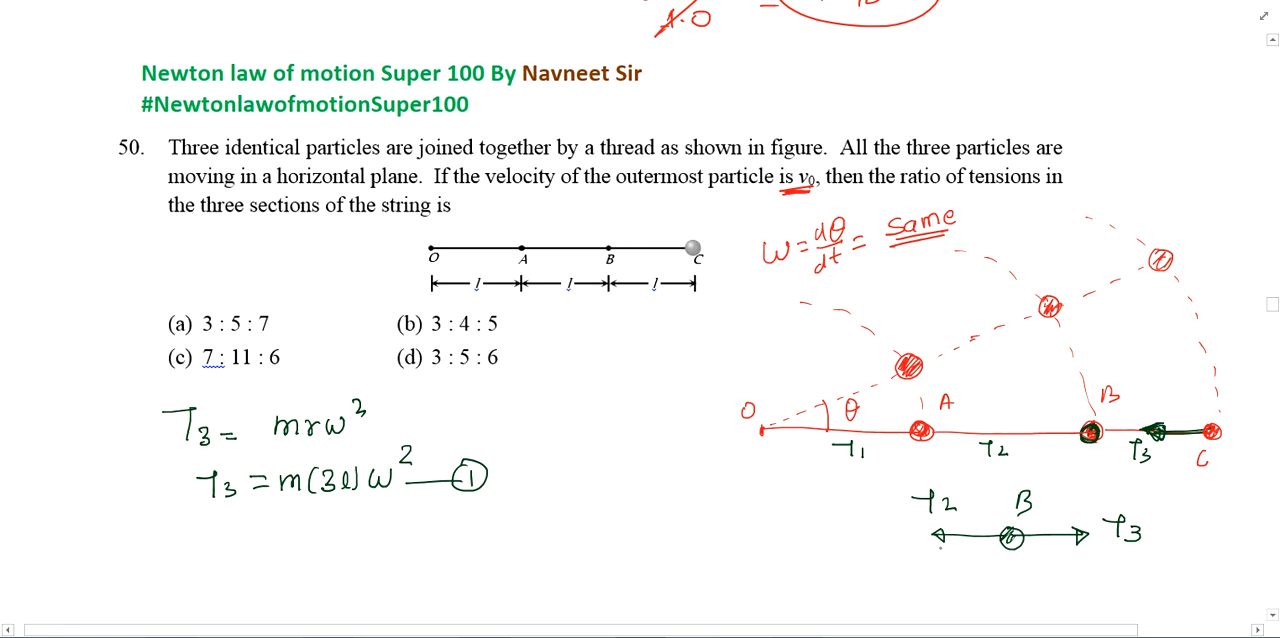 1.0 =
Newton law of motion Super 100 By Navneet Sir
#NewtonlawofmotionSuper100
50. Three identical particles are joined together by a thread as shown in figure. All the three particles are
moving in a horizontal plane. If the velocity of the outermost particle is v₀, then the ratio of tensions in
the three sections of the string is
O A B C
l l l
ω = dθ/dt = same
(a) 3 : 5 : 7 (b) 3 : 4 : 5
(c) 7 : 11 : 6 (d) 3 : 5 : 6
O θ A B C
T₁ T₂ T₃
T₃ = mrω²
T₃ = m(3l)ω² — 1
T₂ B T₃